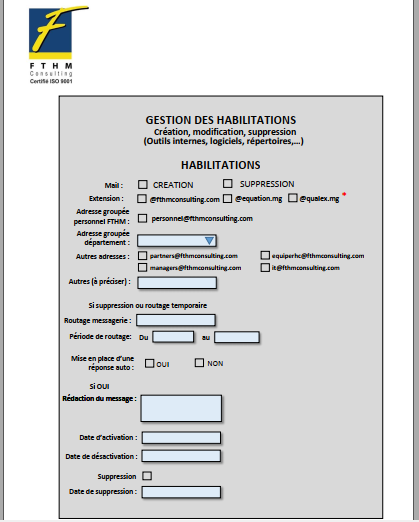 F T H M
Consulting
Certifié ISO 9001
GESTION DES HABILITATIONS
Création, modification, suppression
(Outils internes, logiciels, répertoires,...)
HABILITATIONS
Mail : CREATION SUPPRESSION
Extension : @fthmconsulting.com @equation.mg @qualex.mg *
Adresse groupée
personnel FTHM : personnel@fthmconsulting.com
Adresse groupée
département :
Autres adresses : partners@fthmconsulting.com equiperhc@fthmconsulting.com
managers@fthmconsulting.com it@fthmconsulting.com
Autres (à préciser) :
Si suppression ou routage temporaire
Routage messagerie :
Période de routage: Du au
Mise en place d'une
réponse auto : OUI NON
Si OUI
Rédaction du message :
Date d'activation :
Date de désactivation :
Suppression
Date de suppression :